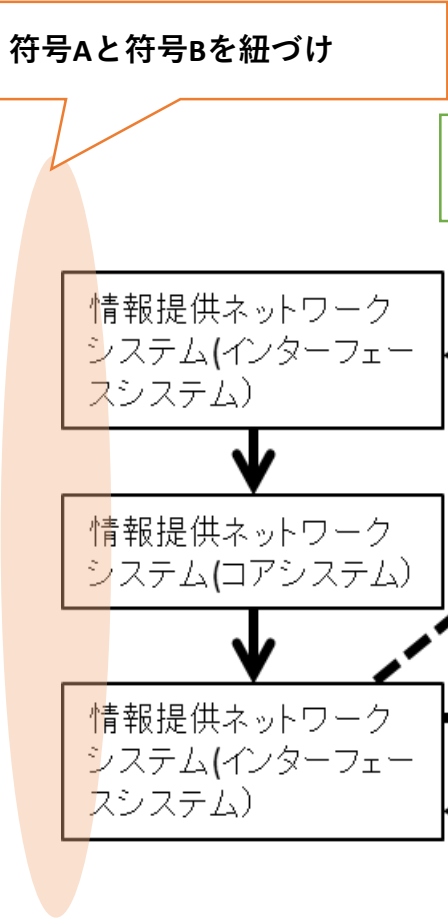 符号Aと符号Bを紐づけ
情報提供ネットワーク
システム(インターフェー
スシステム)
情報提供ネットワーク
システム(コアシステム)
情報提供ネットワーク
システム(インターフェー
スシステム)